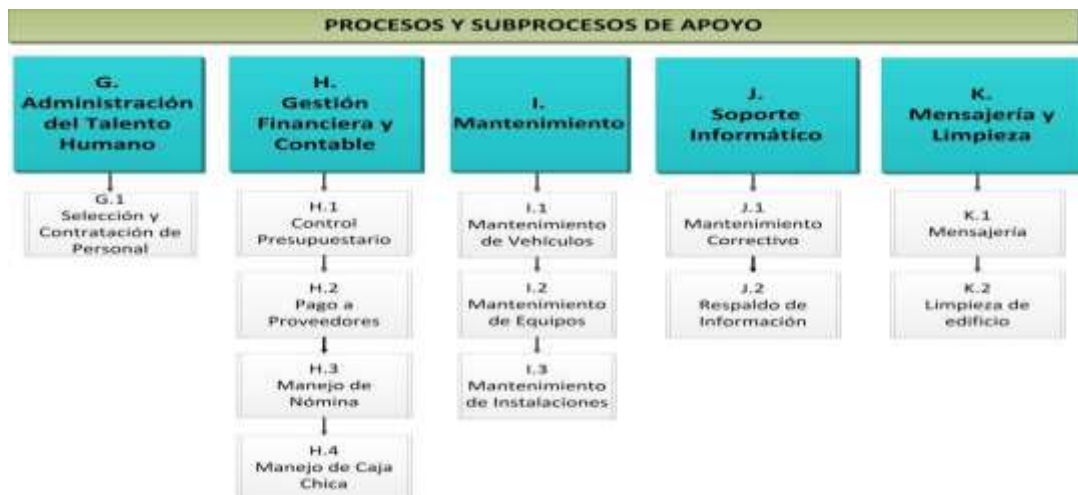 PROCESOS Y SUBPROCESOS DE APOYO
G.
Administración
del Talento
Humano
G.1
Selección y
Contratación de
Personal
H.
Gestión
Financiera y
Contable
H.1
Control
Presupuestario
H.2
Pago a
Proveedores
H.3
Manejo de
Nómina
H.4
Manejo de Caja
Chica
I.
Mantenimiento
I.1
Mantenimiento
de Vehículos
I.2
Mantenimiento
de Equipos
I.3
Mantenimiento
de Instalaciones
J.
Soporte
Informático
J.1
Mantenimiento
Correctivo
J.2
Respaldo de
Información
K.
Mensajería y
Limpieza
K.1
Mensajería
K.2
Limpieza de
edificio